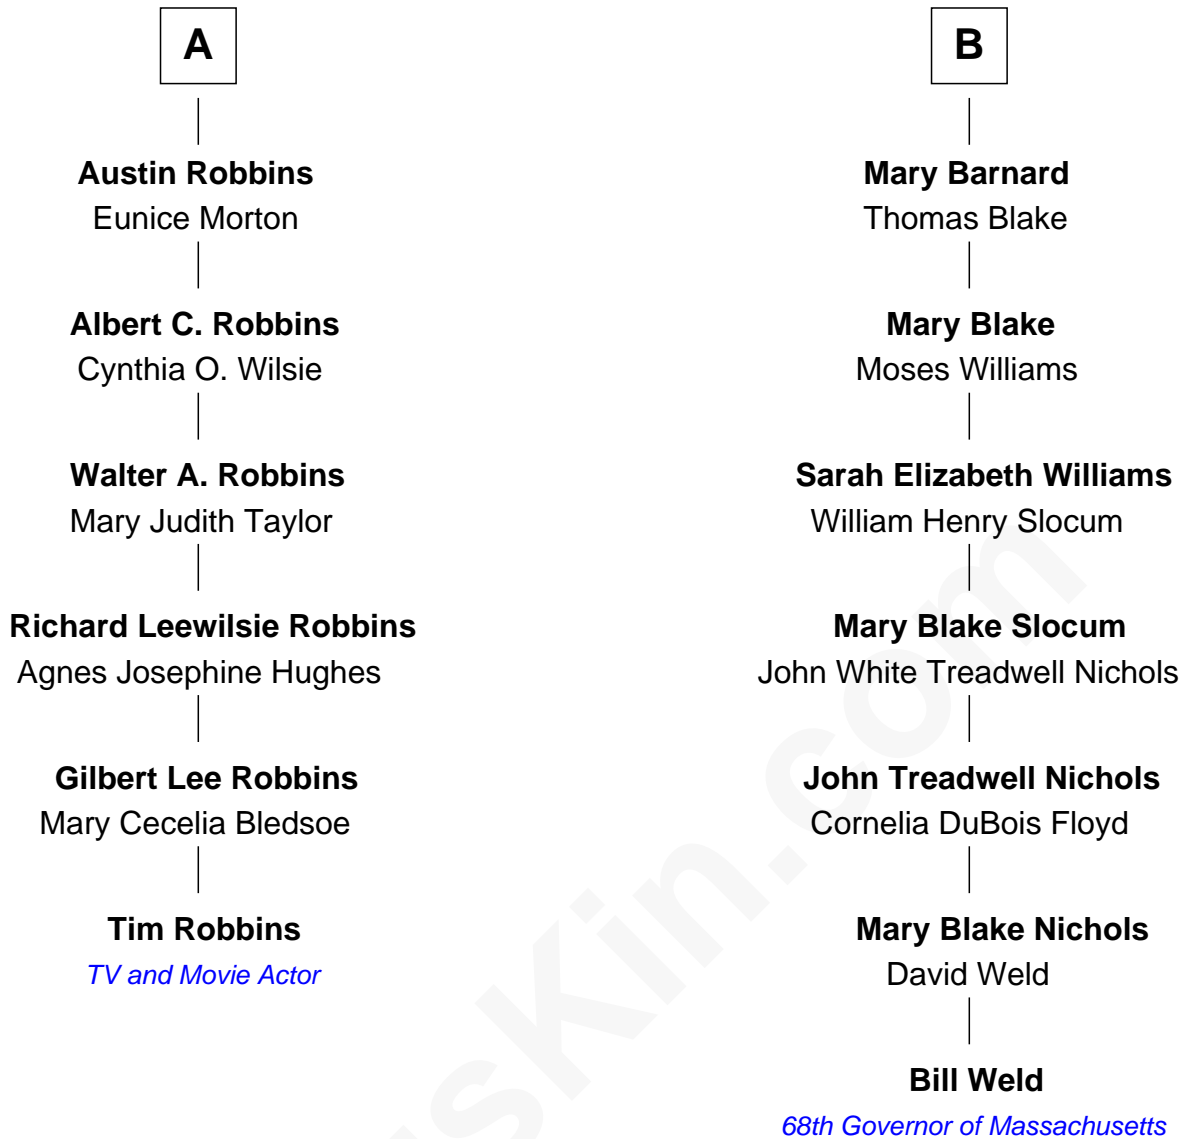 A
Austin Robbins
Eunice Morton
Albert C. Robbins
Cynthia O. Wilsie
Walter A. Robbins
Mary Judith Taylor
Richard Leewilsie Robbins
Agnes Josephine Hughes
Gilbert Lee Robbins
Mary Cecelia Bledsoe
Tim Robbins
TV and Movie Actor
B
Mary Barnard
Thomas Blake
Mary Blake
Moses Williams
Sarah Elizabeth Williams
William Henry Slocum
Mary Blake Slocum
John White Treadwell Nichols
John Treadwell Nichols
Cornelia DuBois Floyd
Mary Blake Nichols
David Weld
Bill Weld
68th Governor of Massachusetts